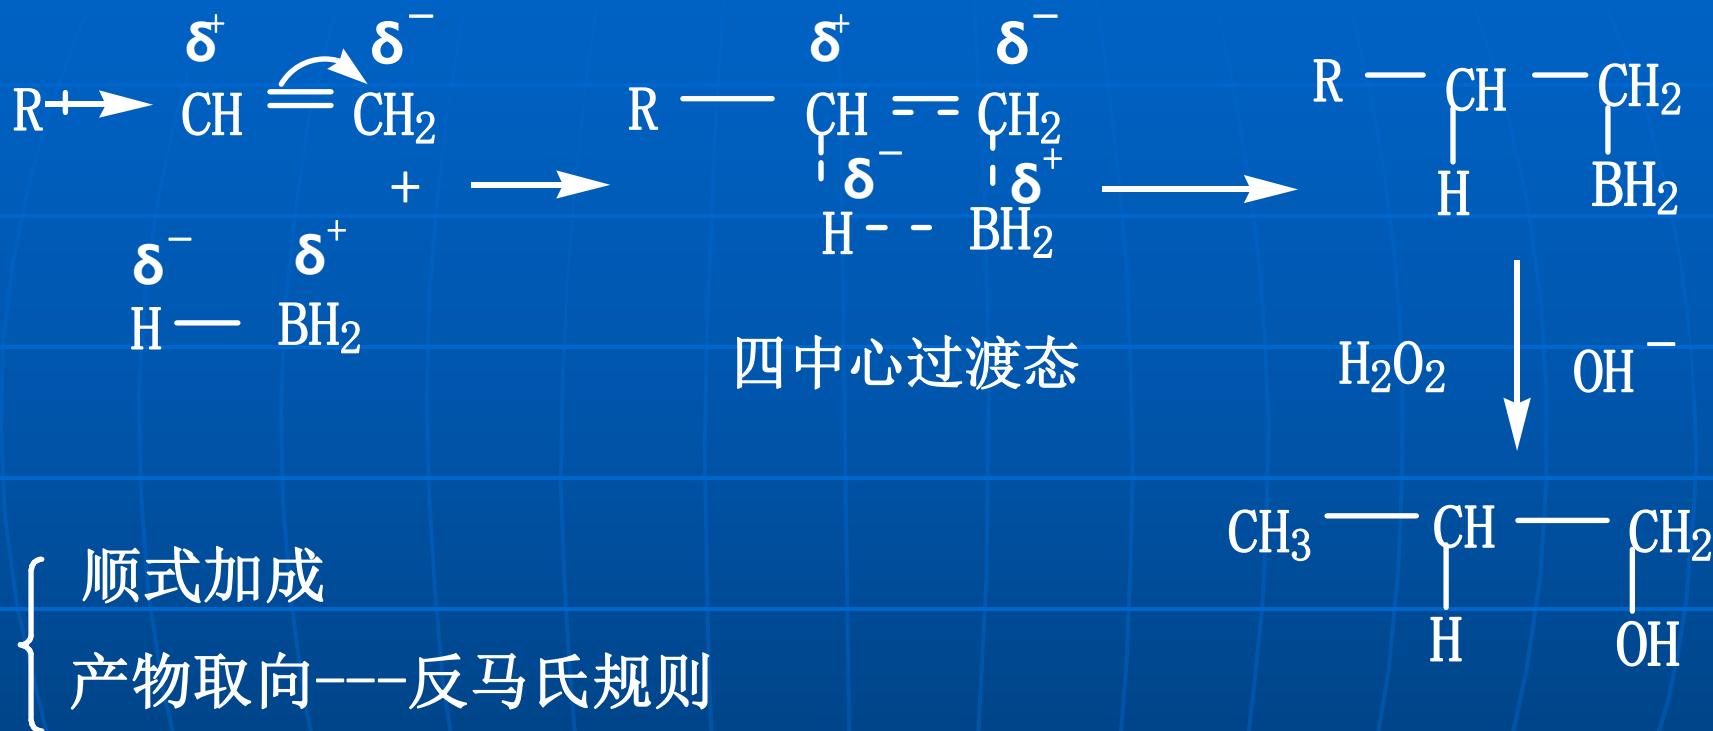 δ+ δ− δ+ δ−
R CH CH2 R CH CH2 R CH CH2
+ δ− δ+ H BH2
δ− δ+ H BH2
H BH2
四中心过渡态 H2O2 OH−
CH3 CH CH2
顺式加成 H OH
产物取向---反马氏规则